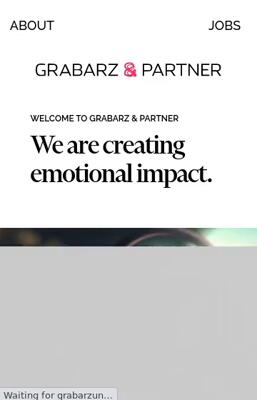 ABOUT JOBS
GRABARZ & PARTNER
WELCOME TO GRABARZ & PARTNER
We are creating
emotional impact.
Waiting for grabarzun...